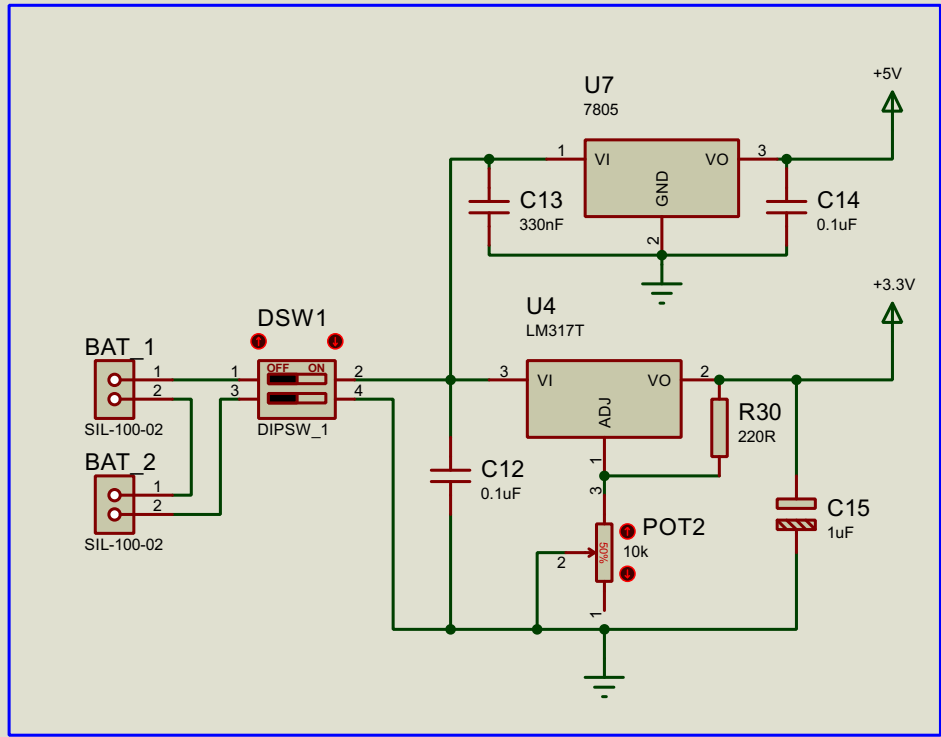 +5V
U7
7805
1
VI
VO
3
GND
2
C13
330nF
C14
0.1uF
+3.3V
U4
LM317T
3
VI
VO
2
ADJ
1
R30
220R
DSW1
OFF ON
1
2
3
4
DIPSW_1
BAT_1
1
2
SIL-100-02
BAT_2
1
2
SIL-100-02
C12
0.1uF
3
POT2
10k
50%
2
1
C15
1uF